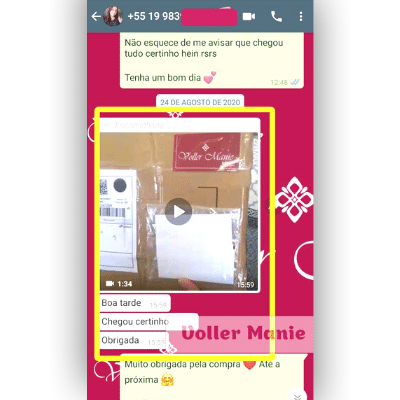 +55 19 983
Não esquece de me avisar que chegou
tudo certinho hein rsrs
Tenha um bom dia 💕
12:48
24 DE AGOSTO DE 2020
Voller Manie
1:34
15:59
Boa tarde 15:59
Chegou certinho
Obrigada 15:59
Voller Manie
Muito obrigada pela compra ❤️ Até a
próxima 🤗